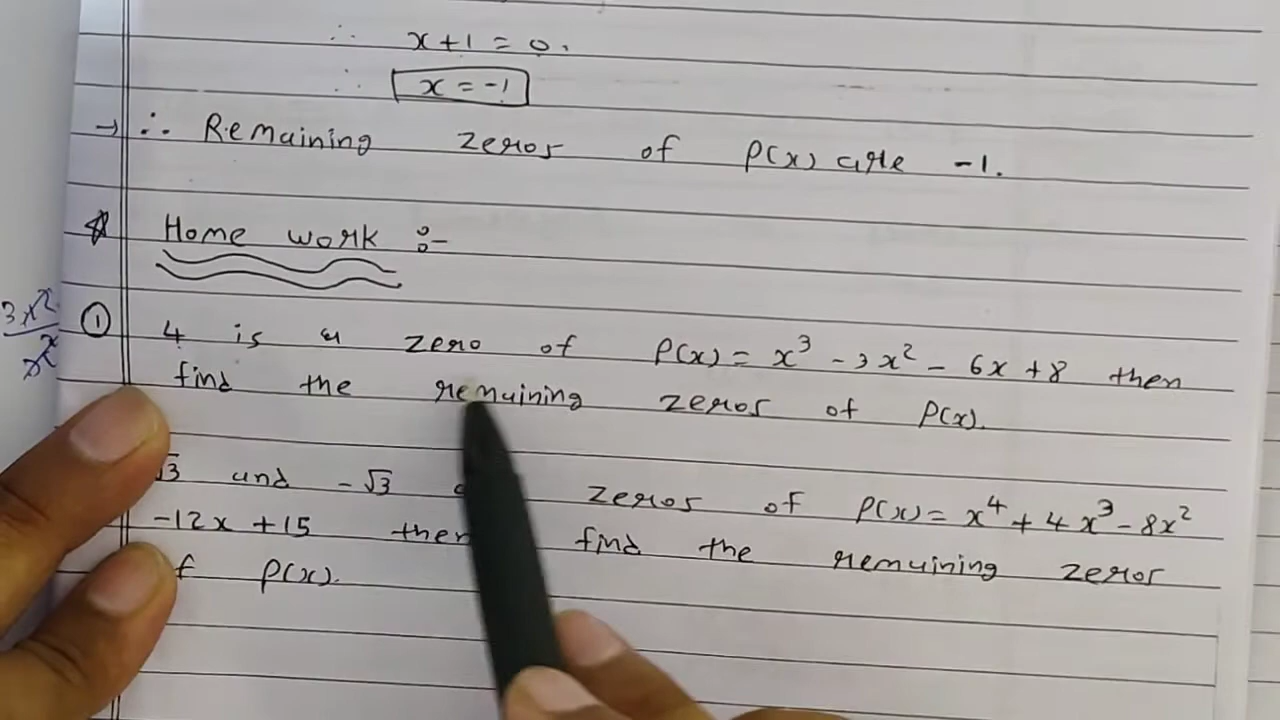 ∴ x+1 = 0.
∴ x = -1
→ ∴ Remaining zeros of P(x) are -1.
☆ Home work :-
① 4 is a zero of P(x) = x³ - 3x² - 6x + 8 then
find the remaining zeros of P(x).
√3 and -√3 zeros of P(x) = x⁴ + 4x³ - 8x²
-12x + 15 then find the remaining zeros
f P(x).
3x²
x²